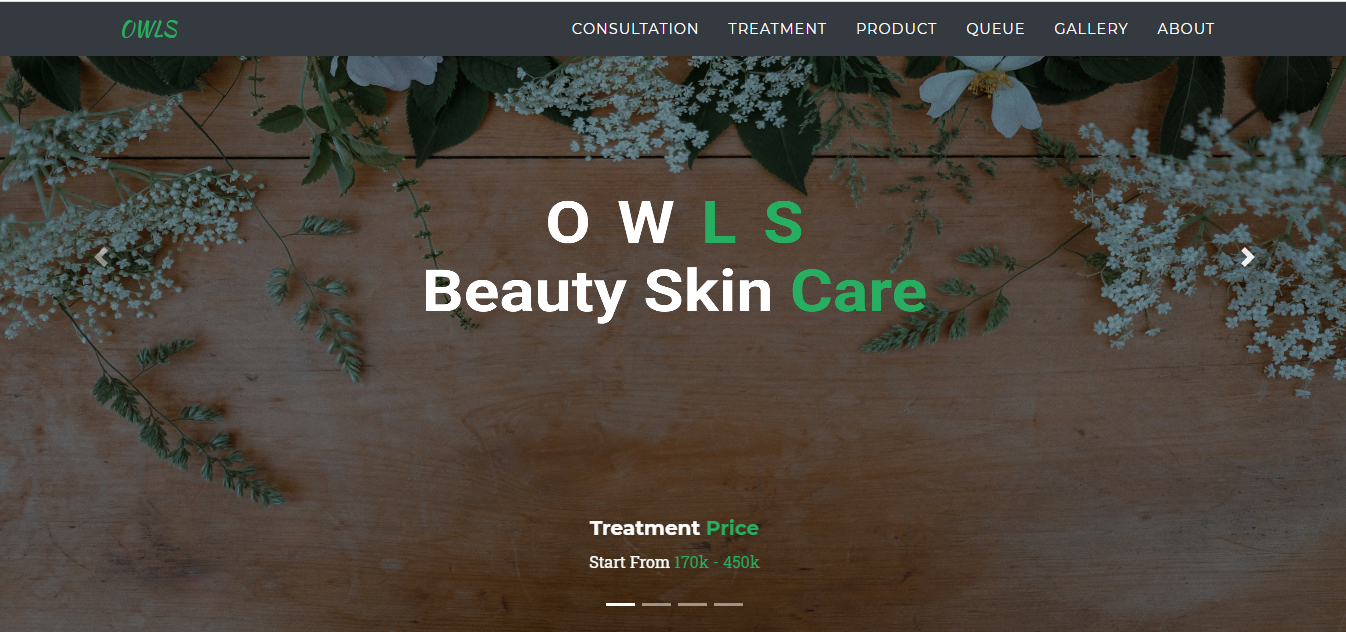 OWLS
CONSULTATION TREATMENT PRODUCT QUEUE GALLERY ABOUT
O W L S
Beauty Skin Care
Treatment Price
Start From 170k - 450k